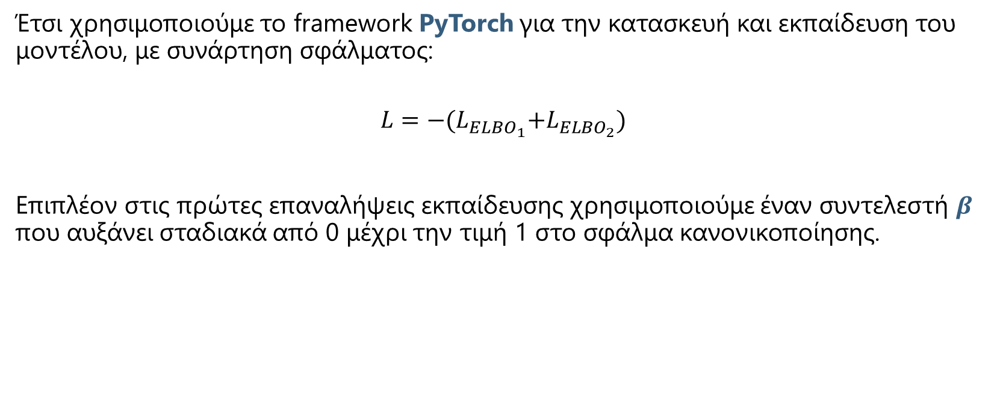 Έτσι χρησιμοποιούμε το framework PyTorch για την κατασκευή και εκπαίδευση του
μοντέλου, με συνάρτηση σφάλματος:
L = −(L_{ELBO_1}+L_{ELBO_2})
Επιπλέον στις πρώτες επαναλήψεις εκπαίδευσης χρησιμοποιούμε έναν συντελεστή β
που αυξάνει σταδιακά από 0 μέχρι την τιμή 1 στο σφάλμα κανονικοποίησης.